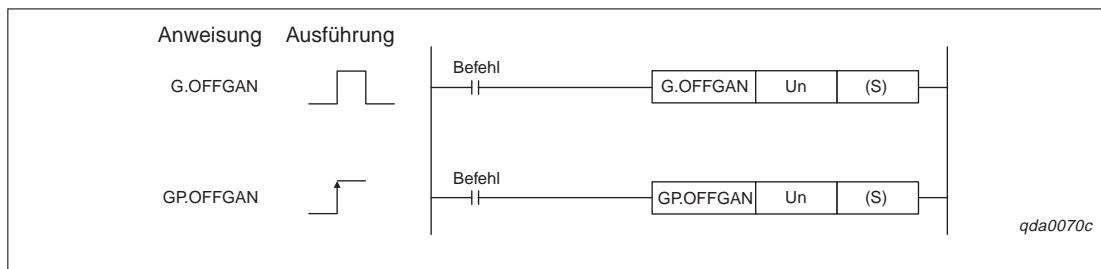 Anweisung Ausführung
Befehl
G.OFFGAN G.OFFGAN Un (S)
Befehl
GP.OFFGAN GP.OFFGAN Un (S)
qda0070c